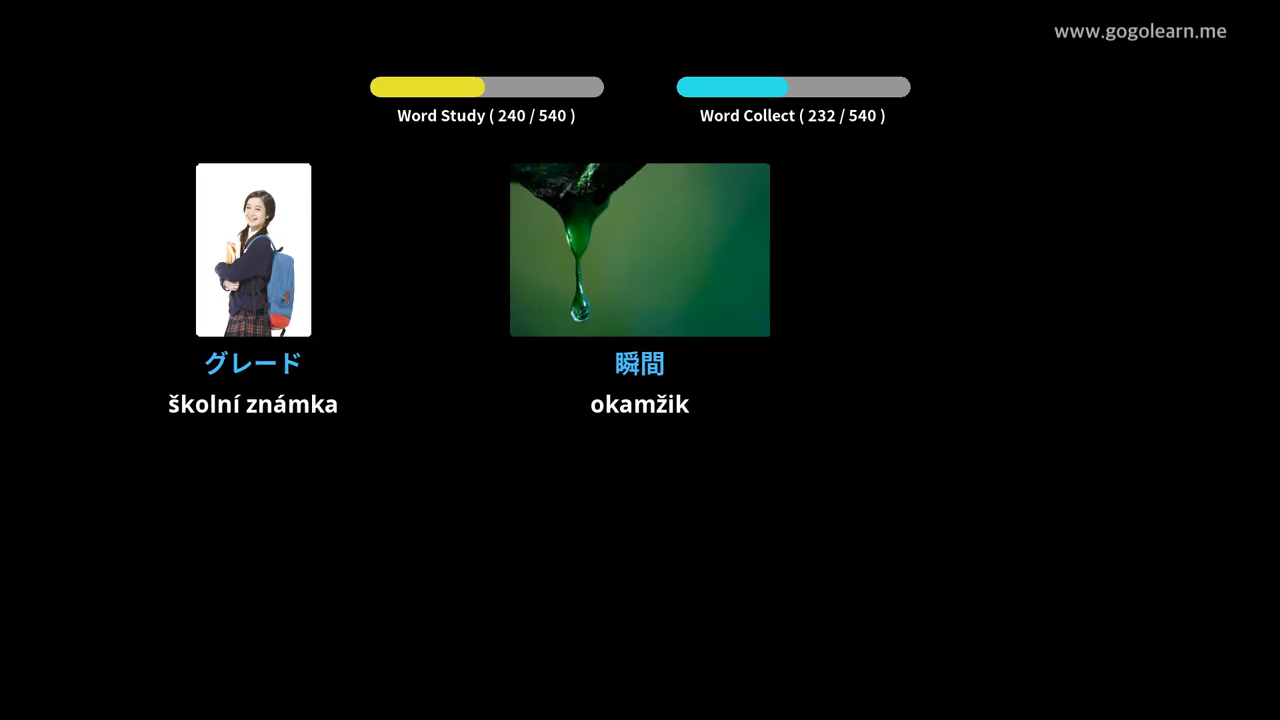 www.gogolearn.me
Word Study ( 240 / 540 )
Word Collect ( 232 / 540 )
グレード
školní známka
瞬間
okamžik